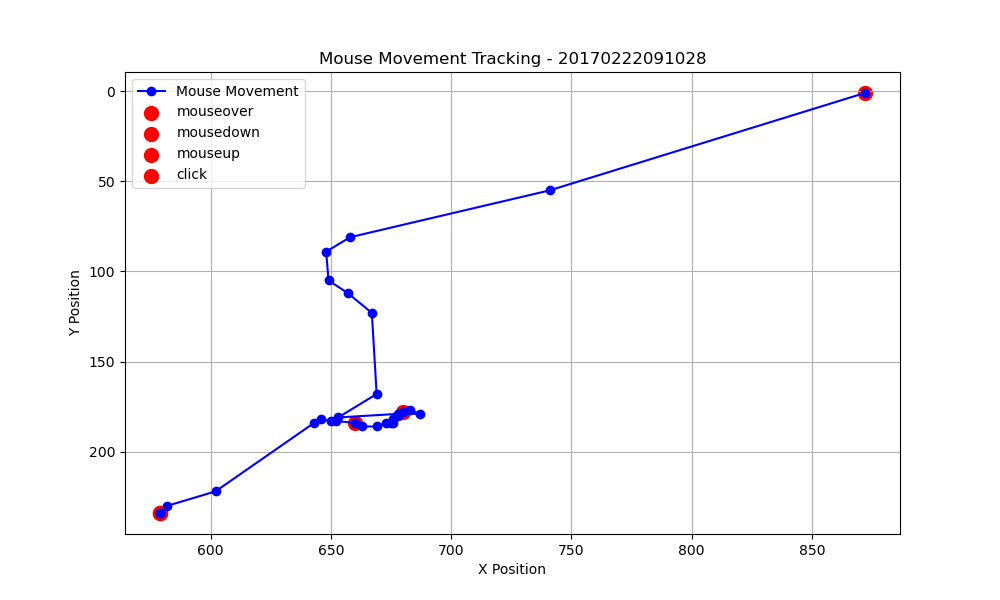 Mouse Movement Tracking - 20170222091028
Mouse Movement
mouseover
mousedown
mouseup
click
0
50
100
150
200
Y Position
600 650 700 750 800 850
X Position